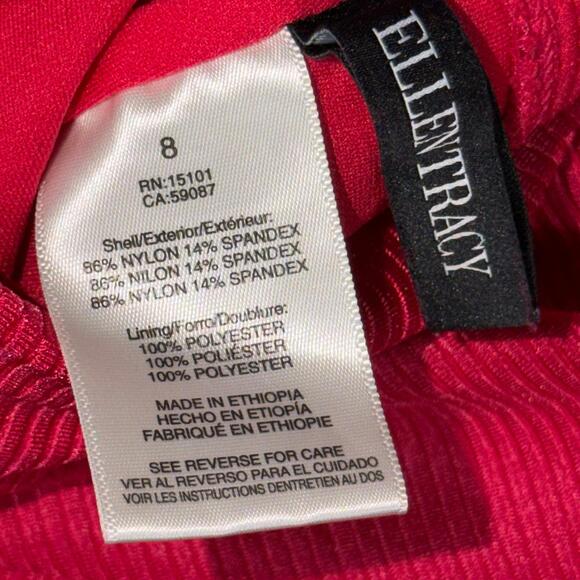 8
RN:15101
CA:59087
Shell/Exterior/Extérieur:
86% NYLON 14% SPANDEX
86% NILON 14% SPANDEX
86% NYLON 14% SPANDEX
Lining/Forro/Doublure:
100% POLYESTER
100% POLIÉSTER
100% POLYESTER
MADE IN ETHIOPIA
HECHO EN ETIOPÍA
FABRIQUÉ EN ETHIOPIE
SEE REVERSE FOR CARE
VER AL REVERSO PARA EL CUIDADO
VOIR LES INSTRUCTIONS DENTRETIEN AU DOS
ELLEN TRACY